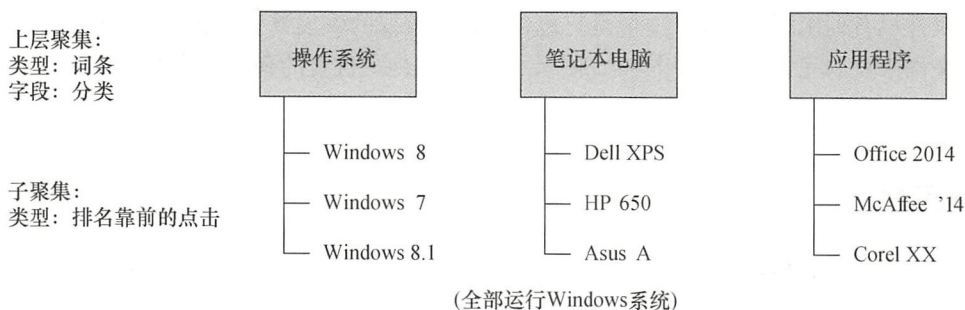 上层聚集:
类型: 词条
字段: 分类
操作系统
笔记本电脑
应用程序
Windows 8
Dell XPS
Office 2014
子聚集:
类型: 排名靠前的点击
Windows 7
HP 650
McAffee ’14
Windows 8.1
Asus A
Corel XX
(全部运行Windows系统)